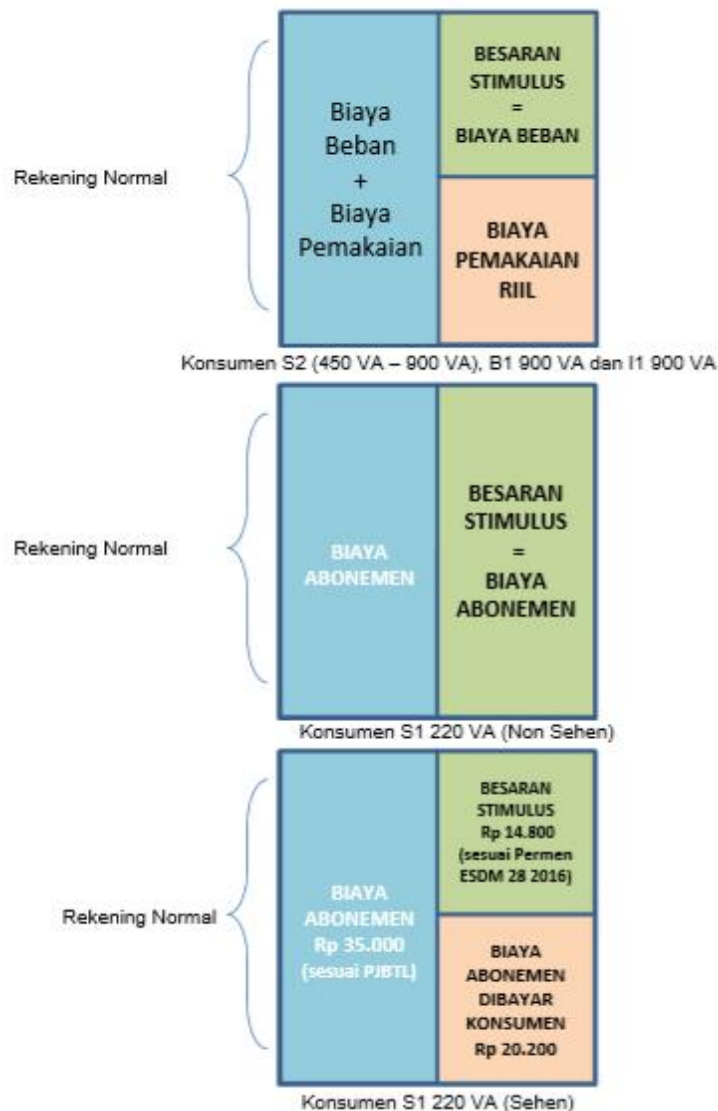 Rekening Normal
Biaya
Beban
+
Biaya
Pemakaian
BESARAN
STIMULUS
=
BIAYA BEBAN
BIAYA
PEMAKAIAN
RIIL
Konsumen S2 (450 VA – 900 VA), B1 900 VA dan I1 900 VA
Rekening Normal
BIAYA
ABONEMEN
BESARAN
STIMULUS
=
BIAYA
ABONEMEN
Konsumen S1 220 VA (Non Sehen)
Rekening Normal
BIAYA
ABONEMEN
Rp 35.000
(sesuai PJBTL)
BESARAN
STIMULUS
Rp 14.800
(sesuai Permen
ESDM 28 2016)
BIAYA
ABONEMEN
DIBAYAR
KONSUMEN
Rp 20.200
Konsumen S1 220 VA (Sehen)